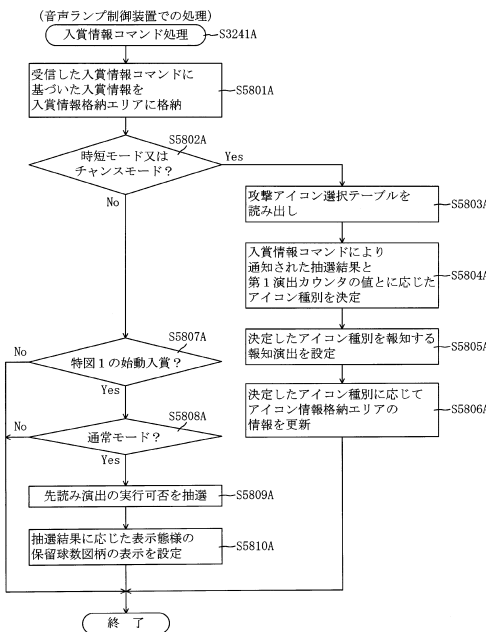 (音声ランプ制御装置での処理)
入賞情報コマンド処理
S3241A
受信した入賞情報コマンドに
基づいた入賞情報を
入賞情報格納エリアに格納
S5801A
S5802A
時短モード又は
チャンスモード？
Yes
No
攻撃アイコン選択テーブルを
読み出し
S5803A
入賞情報コマンドにより
通知された抽選結果と
第１演出カウンタの値とに応じた
アイコン種別を決定
S5804A
決定したアイコン種別を報知する
報知演出を設定
S5805A
決定したアイコン種別に応じて
アイコン情報格納エリアの
情報を更新
S5806A
S5807A
No
特図１の始動入賞？
Yes
S5808A
No
通常モード？
Yes
先読み演出の実行可否を抽選
S5809A
抽選結果に応じた表示態様の
保留球数図柄の表示を設定
S5810A
終 了